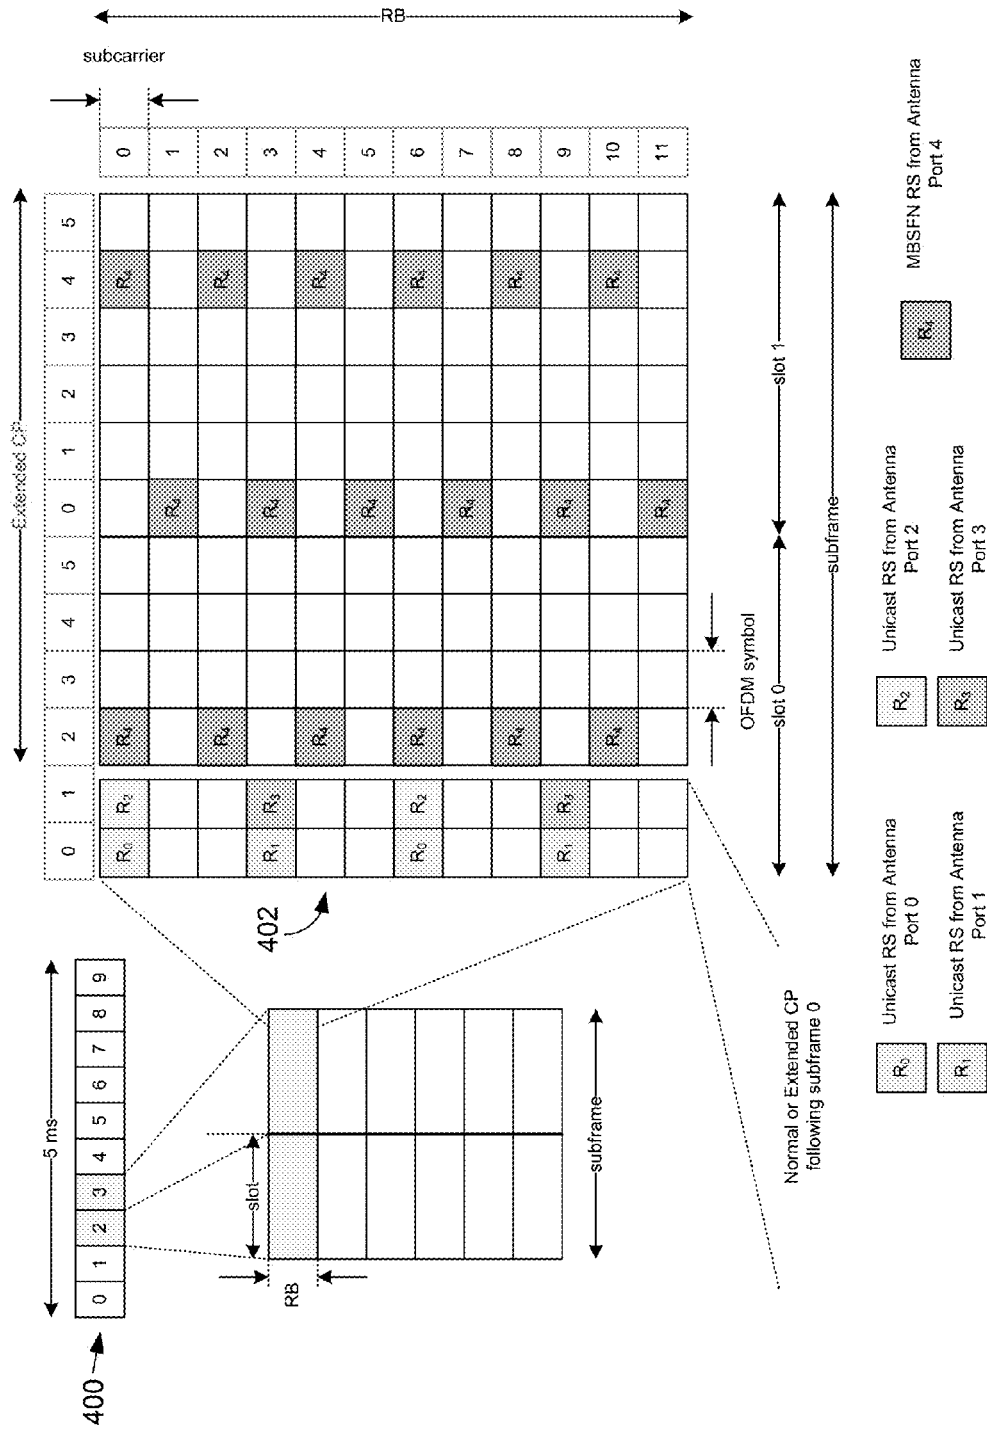 400
5 ms
0 1 2 3 4 5 6 7 8 9
slot
RB
subframe
402
Extended CP
0 1 2 3 4 5 0 1 2 3 4 5
subcarrier
RB
R₀ R₂ R₄ R₄ 0
R₄ 1
R₄ R₄ 2
R₁ R₃ R₄ 3
R₄ R₄ 4
R₄ 5
R₀ R₂ R₄ R₄ 6
R₄ 7
R₄ R₄ 8
R₁ R₃ R₄ 9
R₄ R₄ 10
R₄ 11
OFDM symbol
slot 0
slot 1
subframe
Normal or Extended CP
following subframe 0
R₀
Unicast RS from Antenna
Port 0
R₁
Unicast RS from Antenna
Port 1
R₂
Unicast RS from Antenna
Port 2
R₃
Unicast RS from Antenna
Port 3
R₄
MBSFN RS from Antenna
Port 4